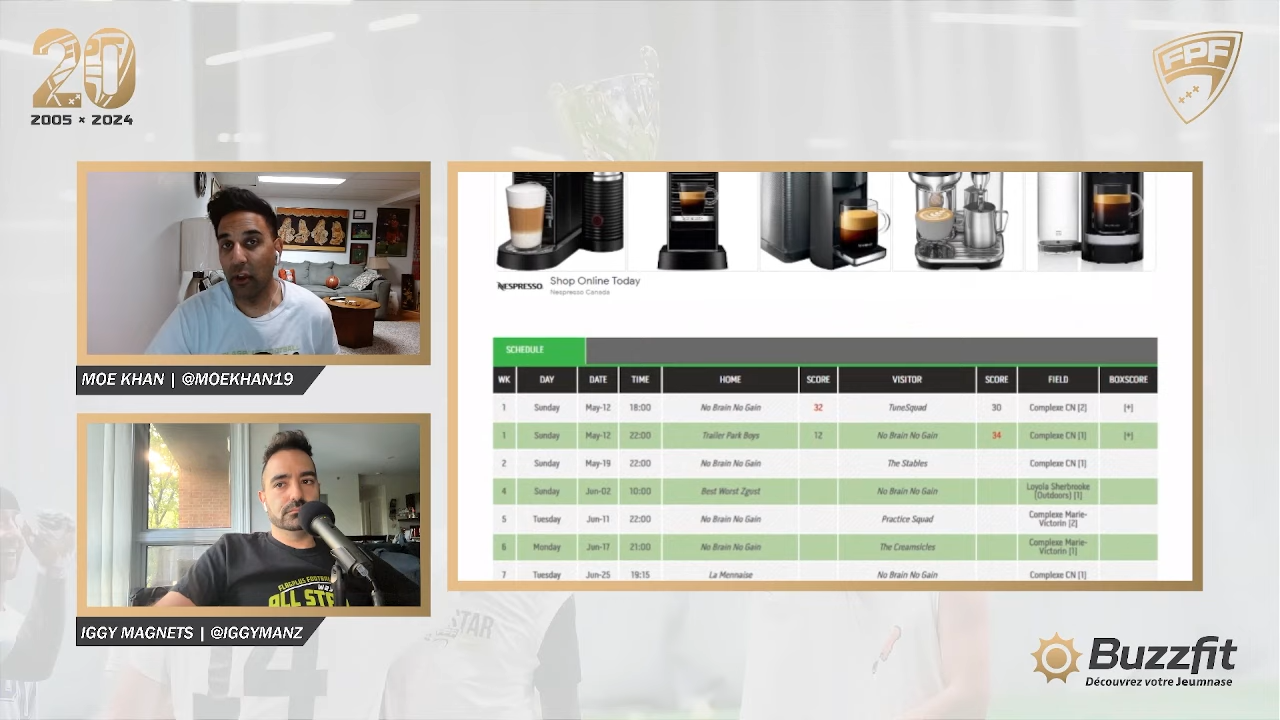 20
2005 × 2024
FPF
MOE KHAN | @MOEKHAN19
ALL ST
IGGY MAGNETS | @IGGYMANZ
NESPRESSO.
Shop Online Today
Nespresso Canada
SCHEDULE
WK DAY DATE TIME HOME SCORE VISITOR SCORE FIELD BOXSCORE
1 Sunday May-12 18:00 No Brain No Gain 32 TuneSquad 30 Complexe CN [2] [+]
1 Sunday May-12 22:00 Trailer Park Boys 12 No Brain No Gain 34 Complexe CN [1] [+]
2 Sunday May-19 22:00 No Brain No Gain The Stables Complexe CN [1]
4 Sunday Jun-02 10:00 Best Worst Zgust No Brain No Gain Loyola Sherbrooke
(Outdoors) [1]
5 Tuesday Jun-11 22:00 No Brain No Gain Practice Squad Complexe Marie-
Victorin [2]
6 Monday Jun-17 21:00 No Brain No Gain The Creamsicles Complexe Marie-
Victorin [1]
7 Tuesday Jun-25 19:15 La Mennaise No Brain No Gain Complexe CN [1]
STAR
14
Buzzfit
Découvrez votre Jeumnase